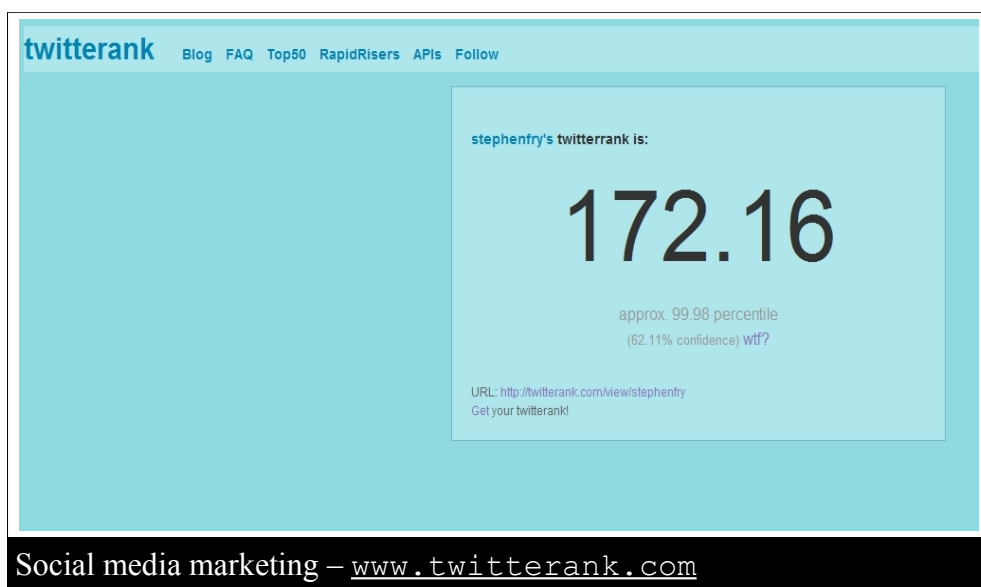 twitterank Blog FAQ Top50 RapidRisers APIs Follow
stephenfry's twitterrank is:
172.16
approx. 99.98 percentile
(62.11% confidence) wtf?
URL: http://twitterank.com/view/stephenfry
Get your twitterank!
Social media marketing – www.twitterank.com